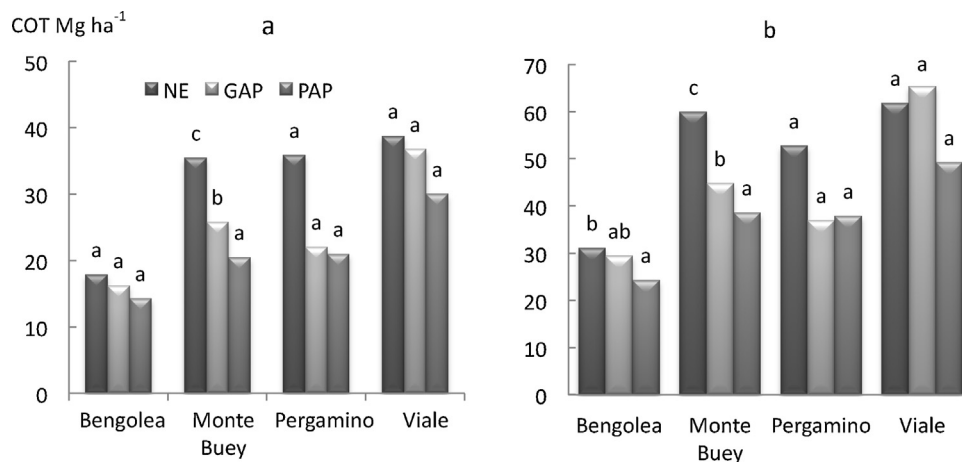 COT Mg ha⁻¹
a
50
40
30
20
10
0
NE GAP PAP
a a a
c b a
a a a
a a a
Bengolea Monte Buey Pergamino Viale
b
70
60
50
40
30
20
10
0
b ab a
c b a
a a a
a a a
Bengolea Monte Buey Pergamino Viale